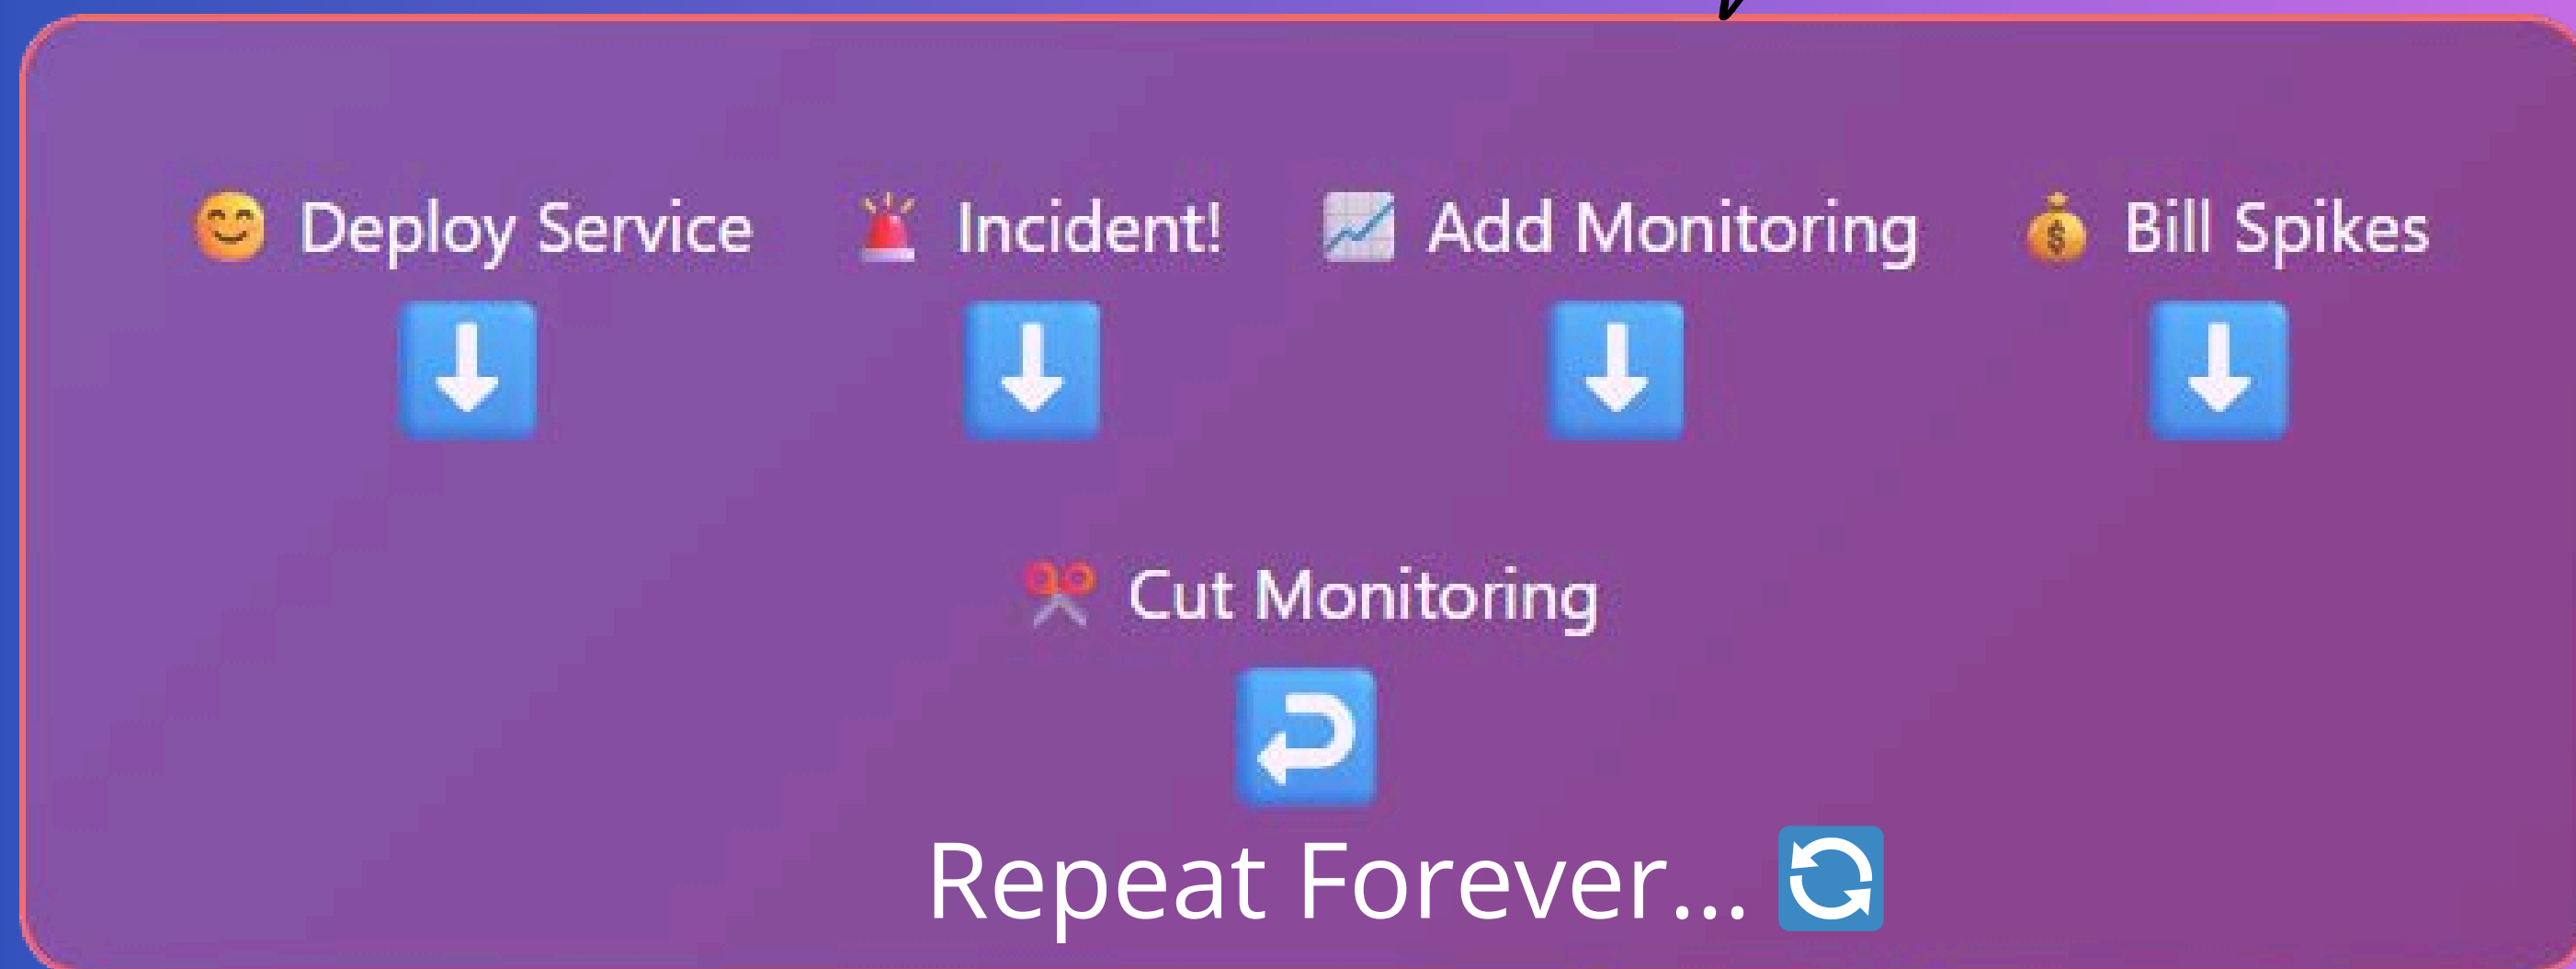 😊 Deploy Service 🚨 Incident! 📈 Add Monitoring 💰 Bill Spikes
⬇️ ⬇️ ⬇️ ⬇️
✂️ Cut Monitoring
↩️
Repeat Forever... 🔄